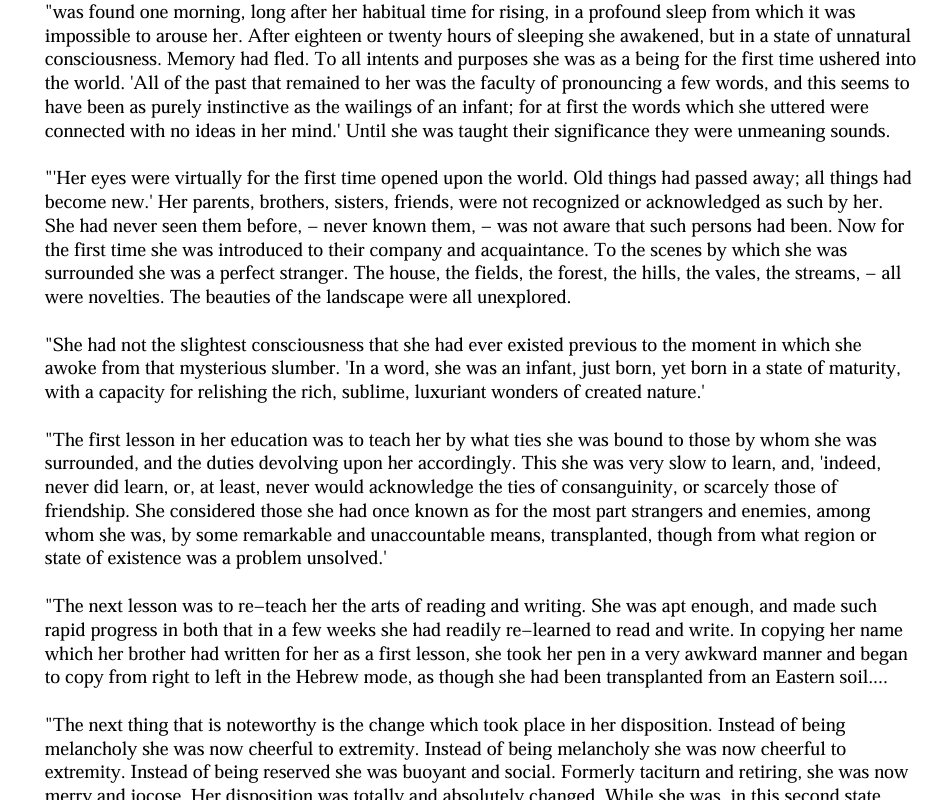 "was found one morning, long after her habitual time for rising, in a profound sleep from which it was
impossible to arouse her. After eighteen or twenty hours of sleeping she awakened, but in a state of unnatural
consciousness. Memory had fled. To all intents and purposes she was as a being for the first time ushered into
the world. 'All of the past that remained to her was the faculty of pronouncing a few words, and this seems to
have been as purely instinctive as the wailings of an infant; for at first the words which she uttered were
connected with no ideas in her mind.' Until she was taught their significance they were unmeaning sounds.

"'Her eyes were virtually for the first time opened upon the world. Old things had passed away; all things had
become new.' Her parents, brothers, sisters, friends, were not recognized or acknowledged as such by her.
She had never seen them before, – never known them, – was not aware that such persons had been. Now for
the first time she was introduced to their company and acquaintance. To the scenes by which she was
surrounded she was a perfect stranger. The house, the fields, the forest, the hills, the vales, the streams, – all
were novelties. The beauties of the landscape were all unexplored.

"She had not the slightest consciousness that she had ever existed previous to the moment in which she
awoke from that mysterious slumber. 'In a word, she was an infant, just born, yet born in a state of maturity,
with a capacity for relishing the rich, sublime, luxuriant wonders of created nature.'

"The first lesson in her education was to teach her by what ties she was bound to those by whom she was
surrounded, and the duties devolving upon her accordingly. This she was very slow to learn, and, 'indeed,
never did learn, or, at least, never would acknowledge the ties of consanguinity, or scarcely those of
friendship. She considered those she had once known as for the most part strangers and enemies, among
whom she was, by some remarkable and unaccountable means, transplanted, though from what region or
state of existence was a problem unsolved.'

"The next lesson was to re–teach her the arts of reading and writing. She was apt enough, and made such
rapid progress in both that in a few weeks she had readily re–learned to read and write. In copying her name
which her brother had written for her as a first lesson, she took her pen in a very awkward manner and began
to copy from right to left in the Hebrew mode, as though she had been transplanted from an Eastern soil....

"The next thing that is noteworthy is the change which took place in her disposition. Instead of being
melancholy she was now cheerful to extremity. Instead of being melancholy she was now cheerful to
extremity. Instead of being reserved she was buoyant and social. Formerly taciturn and retiring, she was now
merry and jocose. Her disposition was totally and absolutely changed. While she was, in this second state,